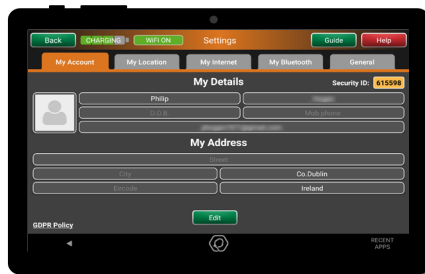 Back CHARGING WiFi ON Settings Guide Help
My Account My Location My Internet My Bluetooth General
My Details Security ID: 615598
Philip
D.O.B Mob phone
My Address
Street
City Co.Dublin
Eircode Ireland
Edit
GDPR Policy
RECENT
APPS